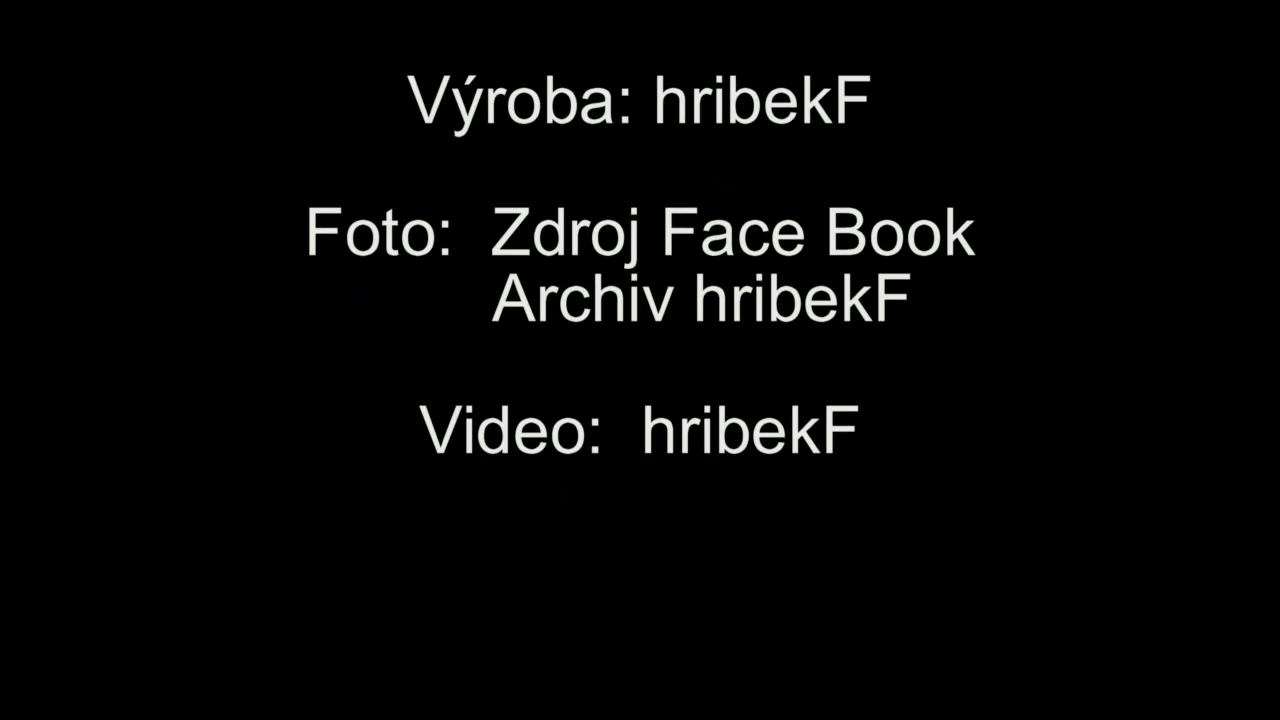 Výroba: hribekF
Foto: Zdroj Face Book
Archiv hribekF
Video: hribekF